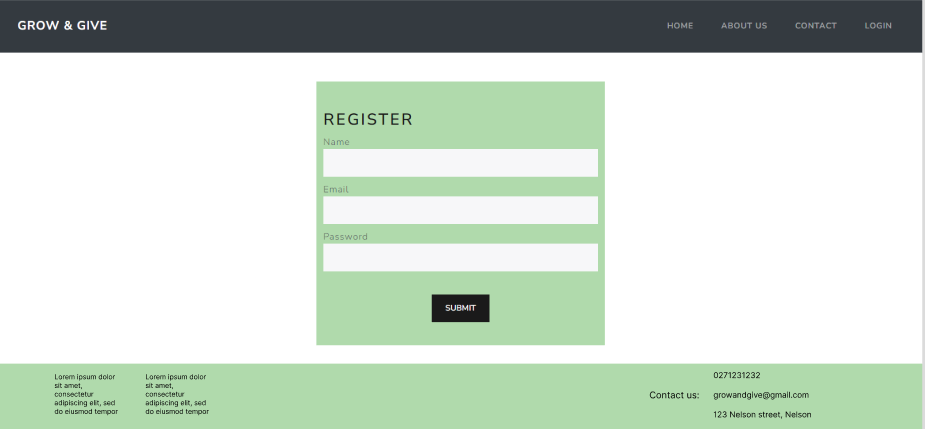 GROW & GIVE
HOME ABOUT US CONTACT LOGIN
REGISTER
Name
Email
Password
SUBMIT
Lorem ipsum dolor
sit amet,
consectetur
adipiscing elit, sed
do eiusmod tempor
Lorem ipsum dolor
sit amet,
consectetur
adipiscing elit, sed
do eiusmod tempor
Contact us:
0271231232
growandgive@gmail.com
123 Nelson street, Nelson